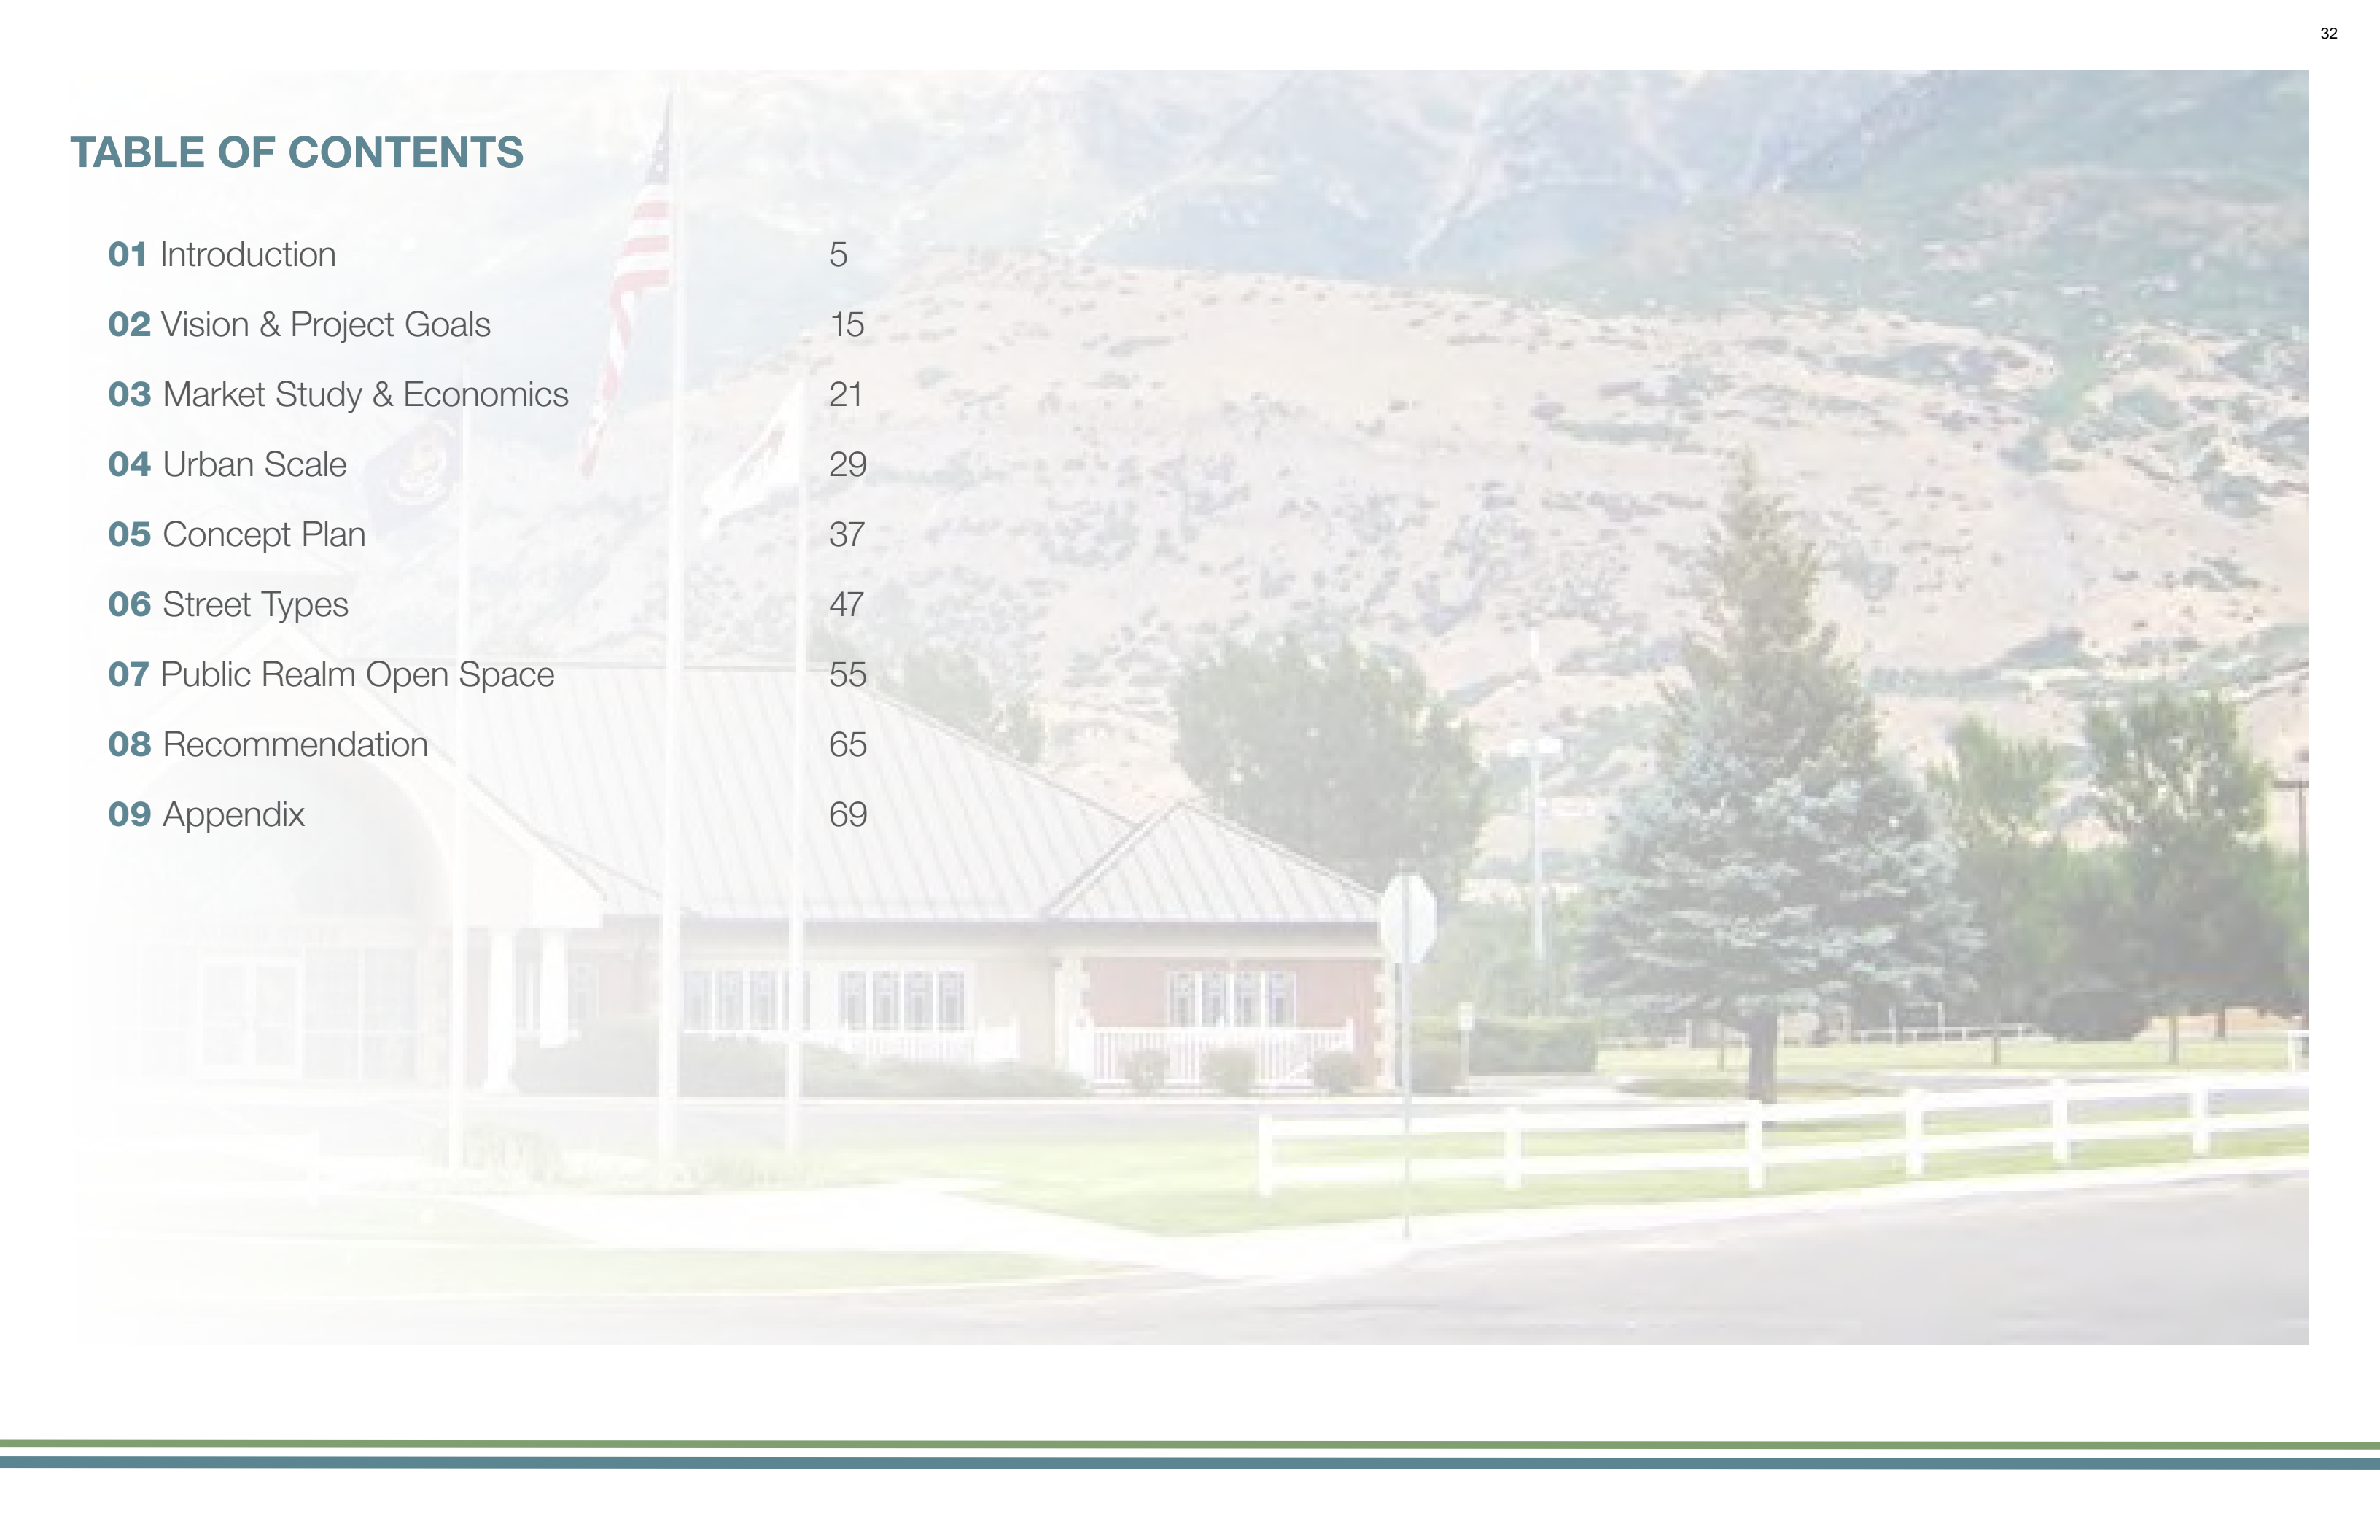 32
TABLE OF CONTENTS
01 Introduction 5
02 Vision & Project Goals 15
03 Market Study & Economics 21
04 Urban Scale 29
05 Concept Plan 37
06 Street Types 47
07 Public Realm Open Space 55
08 Recommendation 65
09 Appendix 69